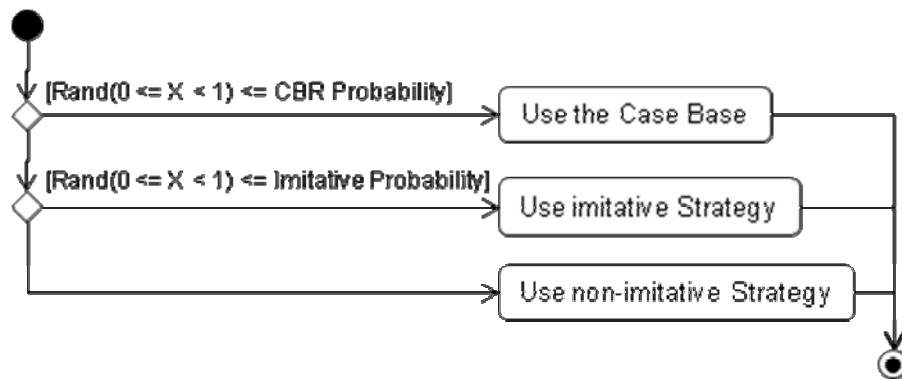 [Rand(0 <= X < 1) <= CBR Probability]
Use the Case Base
[Rand(0 <= X < 1) <= Imitative Probability]
Use imitative Strategy
Use non-imitative Strategy